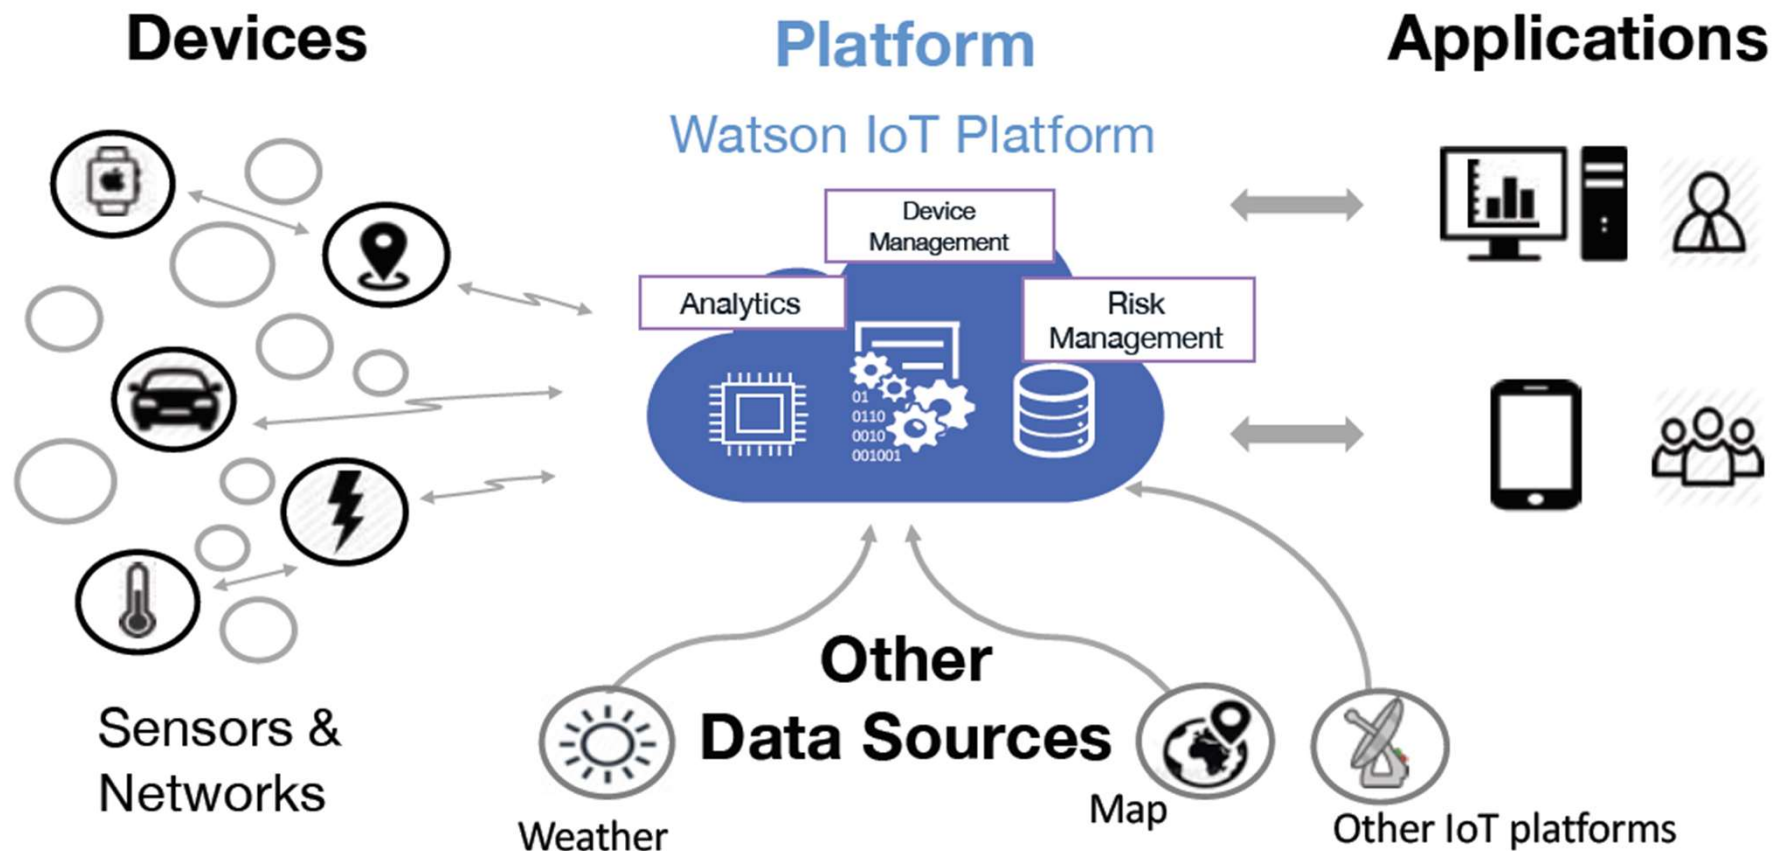 Devices
Platform
Applications
Watson IoT Platform
Device
Management
Analytics
Risk
Management
01
0110
0010
001001
Other
Data Sources
Sensors &
Networks
Weather
Map
Other IoT platforms